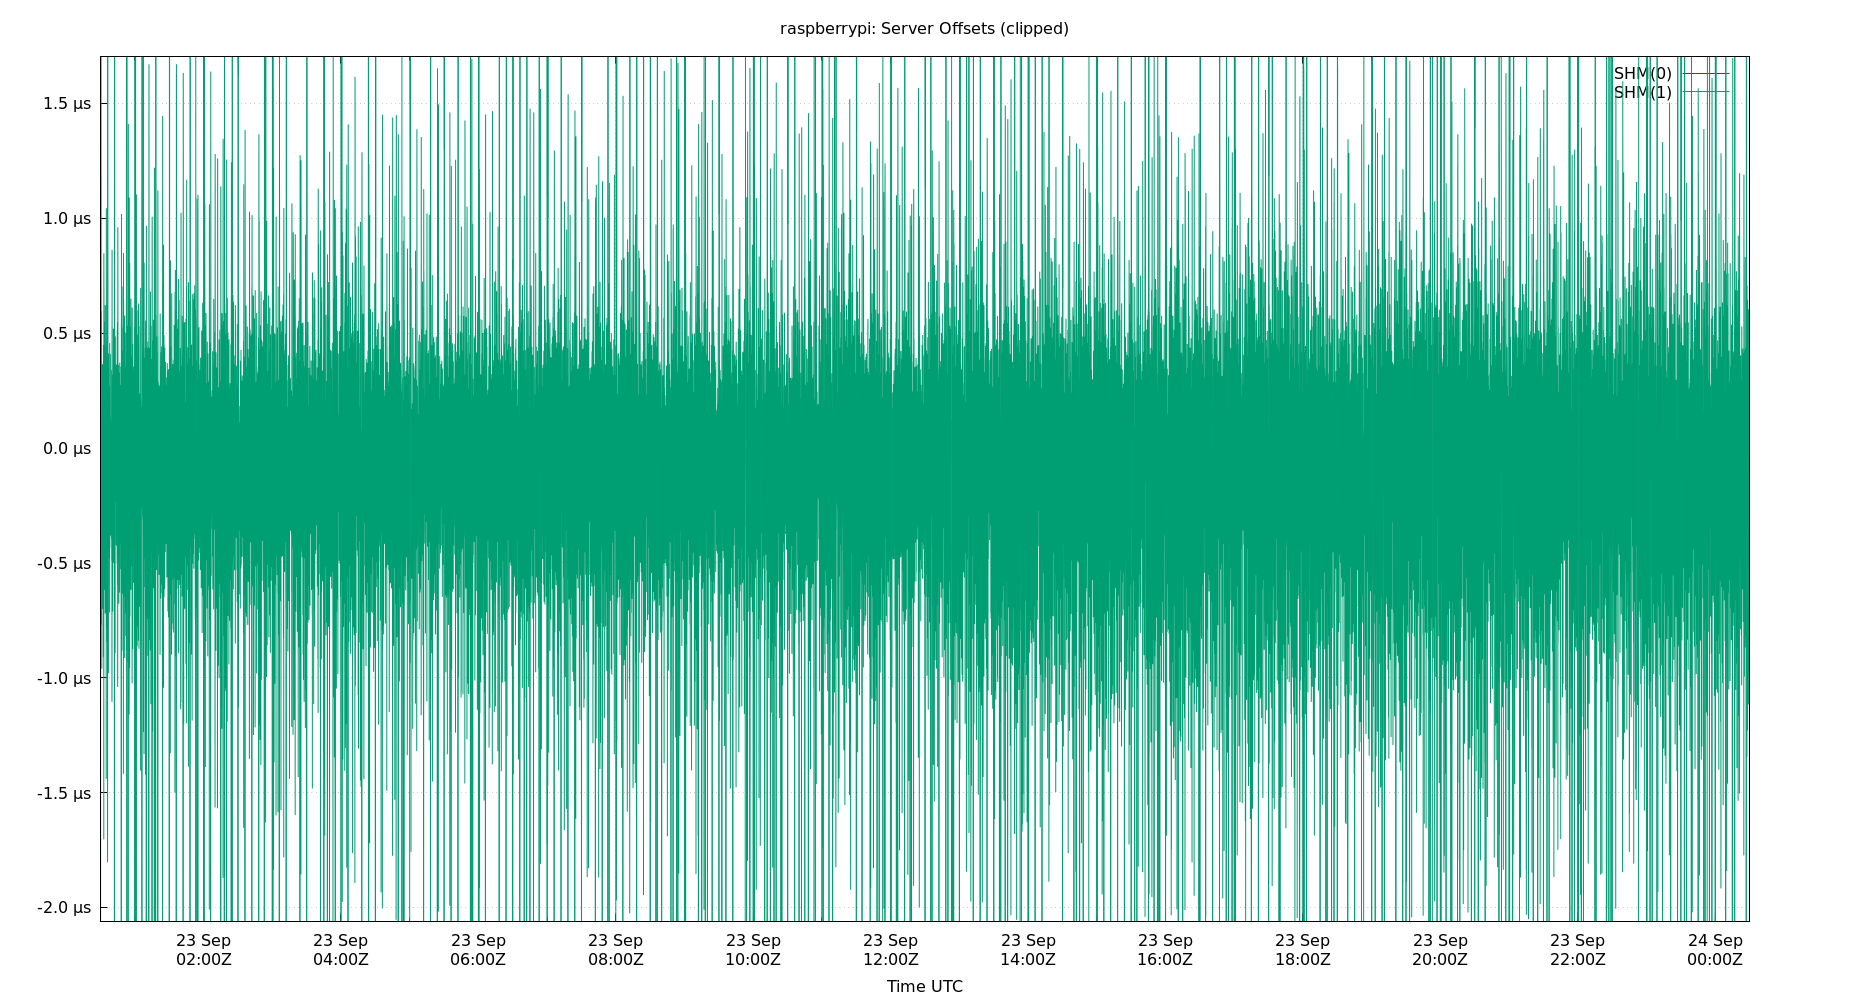 raspberrypi: Server Offsets (clipped)
SHM(0)
SHM(1)
1.5 µs
1.0 µs
0.5 µs
0.0 µs
-0.5 µs
-1.0 µs
-1.5 µs
-2.0 µs
23 Sep 23 Sep 23 Sep 23 Sep 23 Sep 23 Sep 23 Sep 23 Sep 23 Sep 23 Sep 23 Sep 24 Sep
02:00Z 04:00Z 06:00Z 08:00Z 10:00Z 12:00Z 14:00Z 16:00Z 18:00Z 20:00Z 22:00Z 00:00Z
Time UTC